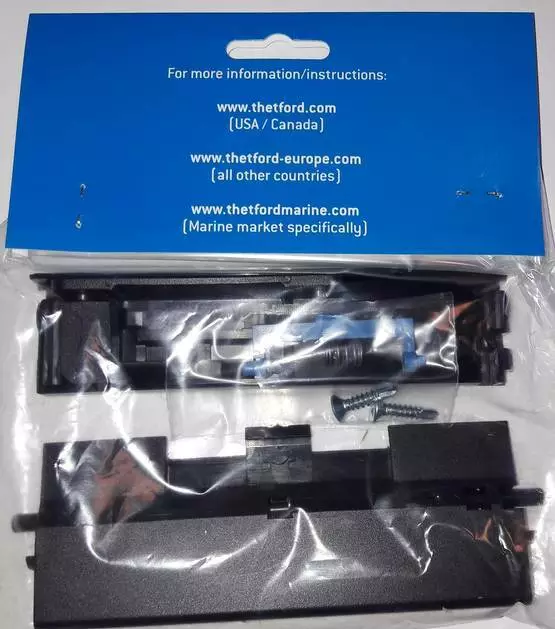 For more information/instructions:
www.thetford.com
(USA / Canada)
www.thetford-europe.com
(all other countries)
www.thetfordmarine.com
(Marine market specifically)